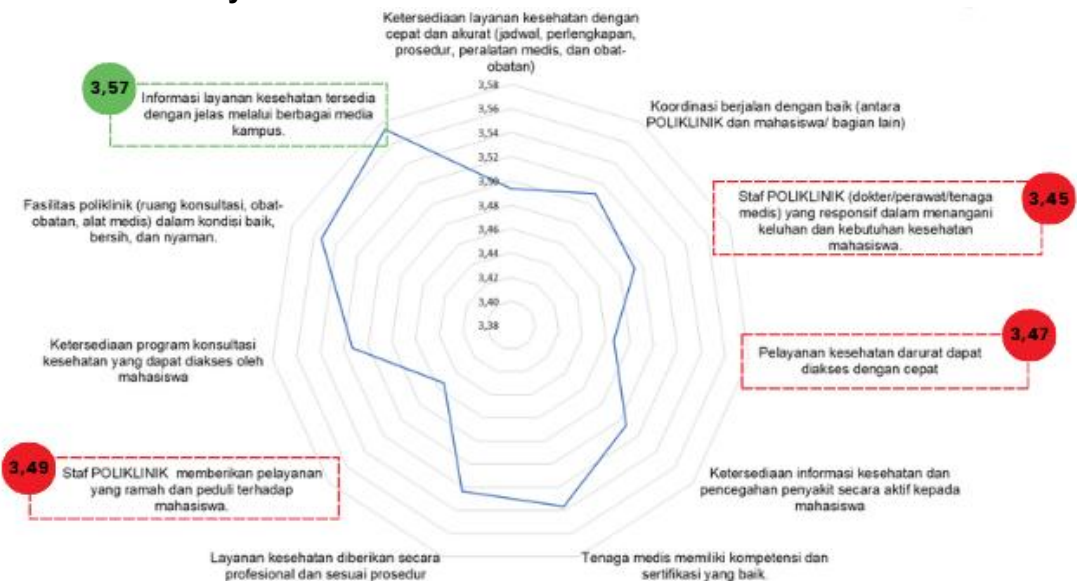 Ketersediaan layanan kesehatan dengan
cepat dan akurat (jadwal, perlengkapan,
prosedur, peralatan medis, dan obat-
obatan)
3,57
Informasi layanan kesehatan tersedia
dengan jelas melalui berbagai media
kampus.
Koordinasi berjalan dengan baik (antara
POLIKLINIK dan mahasiswa/ bagian lain)
3,58
3,56
3,54
3,52
3,50
3,48
3,46
3,44
3,42
3,40
3,38
Staf POLIKLINIK (dokter/perawat/tenaga
medis) yang responsif dalam menangani
keluhan dan kebutuhan kesehatan
mahasiswa.
3,45
Fasilitas poliklinik (ruang konsultasi, obat-
obatan, alat medis) dalam kondisi baik,
bersih, dan nyaman.
Pelayanan kesehatan darurat dapat
diakses dengan cepat
3,47
Ketersediaan program konsultasi
kesehatan yang dapat diakses oleh
mahasiswa
3,49
Staf POLIKLINIK memberikan pelayanan
yang ramah dan peduli terhadap
mahasiswa.
Ketersediaan informasi kesehatan dan
pencegahan penyakit secara aktif kepada
mahasiswa
Layanan kesehatan diberikan secara
profesional dan sesuai prosedur
Tenaga medis memiliki kompetensi dan
sertifikasi yang baik.